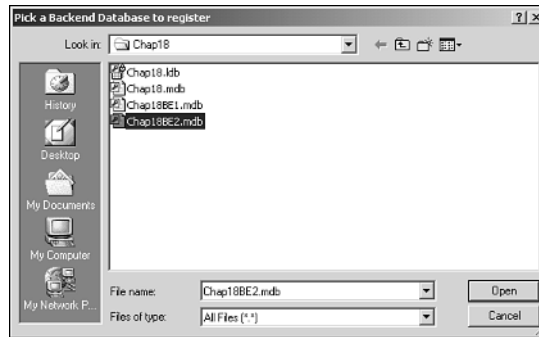 Pick a Backend Database to register
Look in: Chap18
Chap18.ldb
Chap18.mdb
Chap18BE1.mdb
Chap18BE2.mdb
History
Desktop
My Documents
My Computer
My Network P...
File name: Chap18BE2.mdb Open
Files of type: All Files (*.*) Cancel